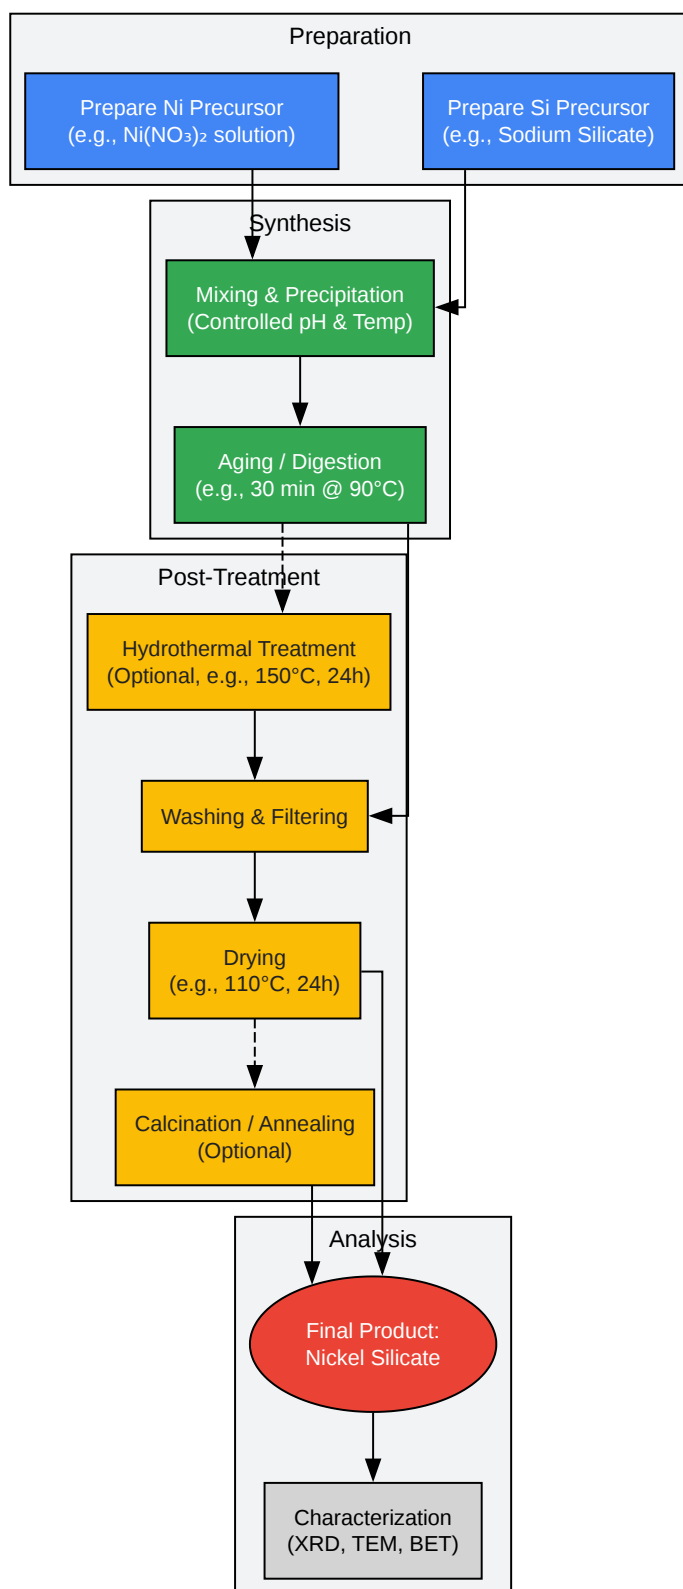 Preparation
Prepare Ni Precursor
(e.g., Ni(NO₃)₂ solution)
Prepare Si Precursor
(e.g., Sodium Silicate)
Synthesis
Mixing & Precipitation
(Controlled pH & Temp)
Aging / Digestion
(e.g., 30 min @ 90°C)
Post-Treatment
Hydrothermal Treatment
(Optional, e.g., 150°C, 24h)
Washing & Filtering
Drying
(e.g., 110°C, 24h)
Calcination / Annealing
(Optional)
Analysis
Final Product:
Nickel Silicate
Characterization
(XRD, TEM, BET)